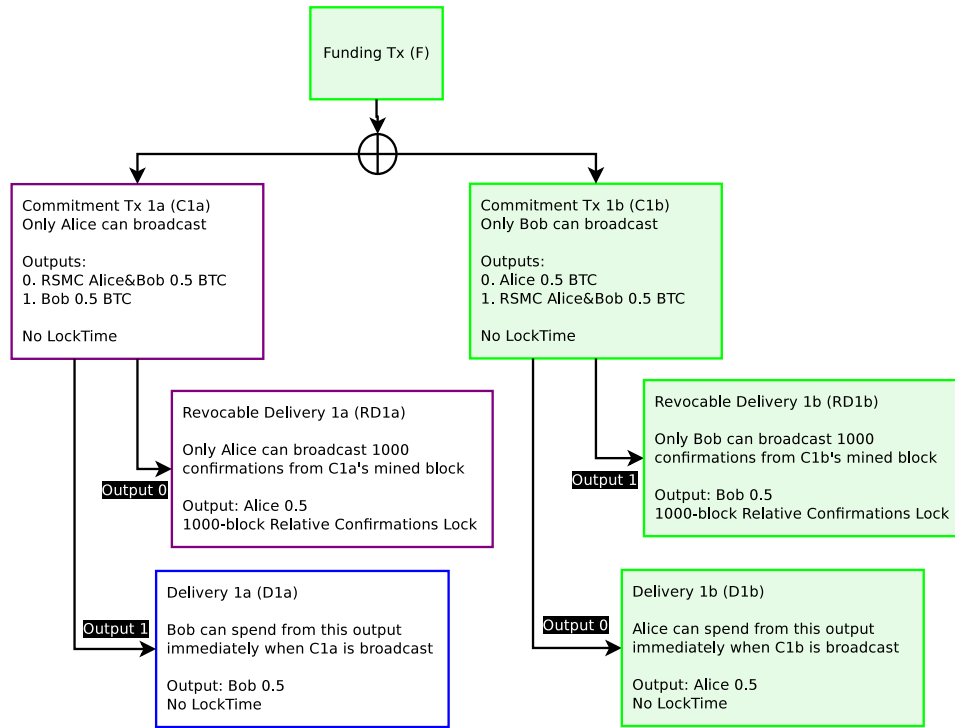 Funding Tx (F)
Commitment Tx 1a (C1a)
Only Alice can broadcast
Outputs:
0. RSMC Alice&Bob 0.5 BTC
1. Bob 0.5 BTC
No LockTime
Commitment Tx 1b (C1b)
Only Bob can broadcast
Outputs:
0. Alice 0.5 BTC
1. RSMC Alice&Bob 0.5 BTC
No LockTime
Output 0
Revocable Delivery 1a (RD1a)
Only Alice can broadcast 1000
confirmations from C1a's mined block
Output: Alice 0.5
1000-block Relative Confirmations Lock
Output 1
Revocable Delivery 1b (RD1b)
Only Bob can broadcast 1000
confirmations from C1b's mined block
Output: Bob 0.5
1000-block Relative Confirmations Lock
Output 1
Delivery 1a (D1a)
Bob can spend from this output
immediately when C1a is broadcast
Output: Bob 0.5
No LockTime
Output 0
Delivery 1b (D1b)
Alice can spend from this output
immediately when C1b is broadcast
Output: Alice 0.5
No LockTime